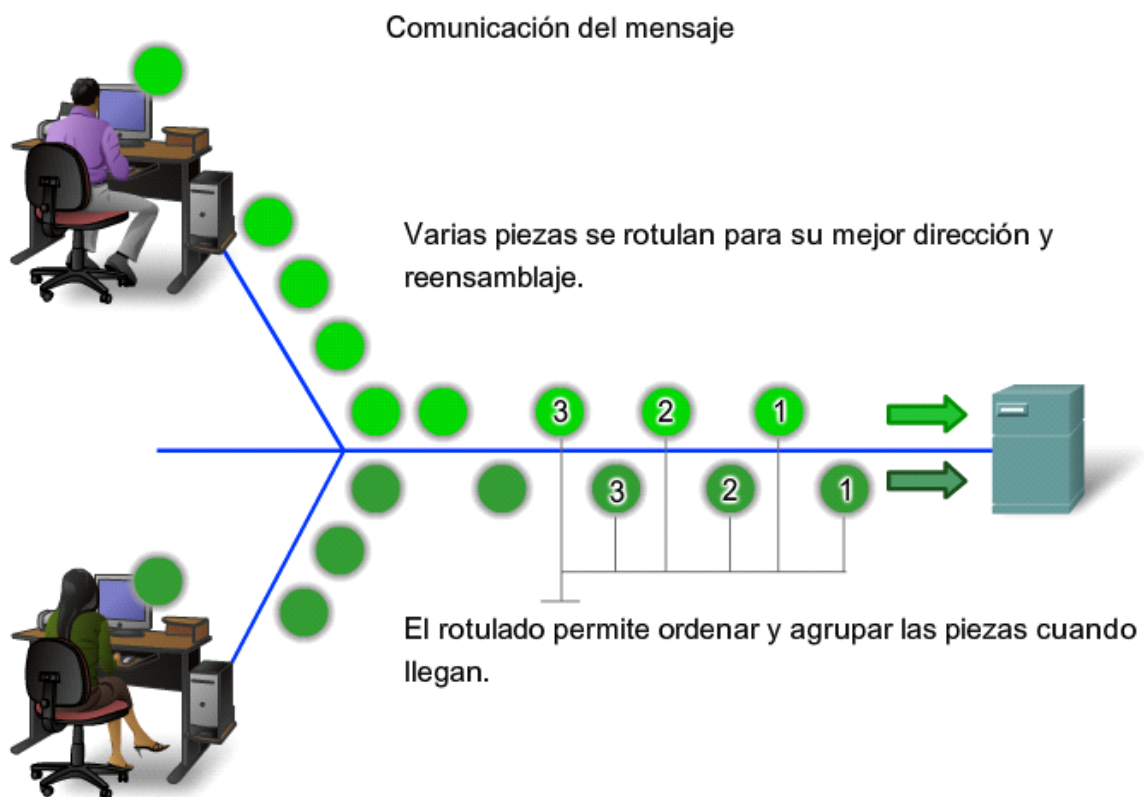 Comunicación del mensaje
Varias piezas se rotulan para su mejor dirección y
reensamblaje.
3 2 1
3 2 1
El rotulado permite ordenar y agrupar las piezas cuando
llegan.